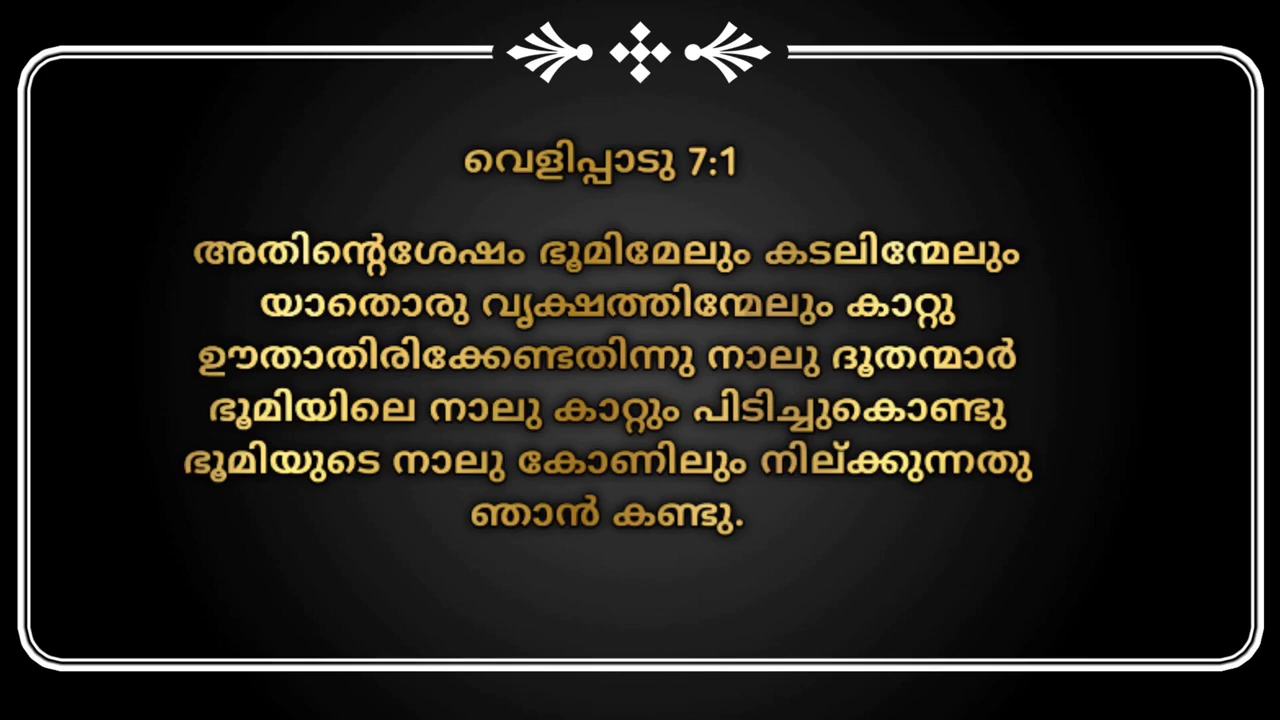 വെളിപ്പാടു 7:1
അതിന്റെശേഷം ഭൂമിമേലും കടലിന്മേലും
യാതൊരു വൃക്ഷത്തിന്മേലും കാറ്റു
ഊതാതിരിക്കേണ്ടതിന്നു നാലു ദൂതന്മാർ
ഭൂമിയിലെ നാലു കാറ്റും പിടിച്ചുകൊണ്ടു
ഭൂമിയുടെ നാലു കോണിലും നില്ക്കുന്നതു
ഞാൻ കണ്ടു.